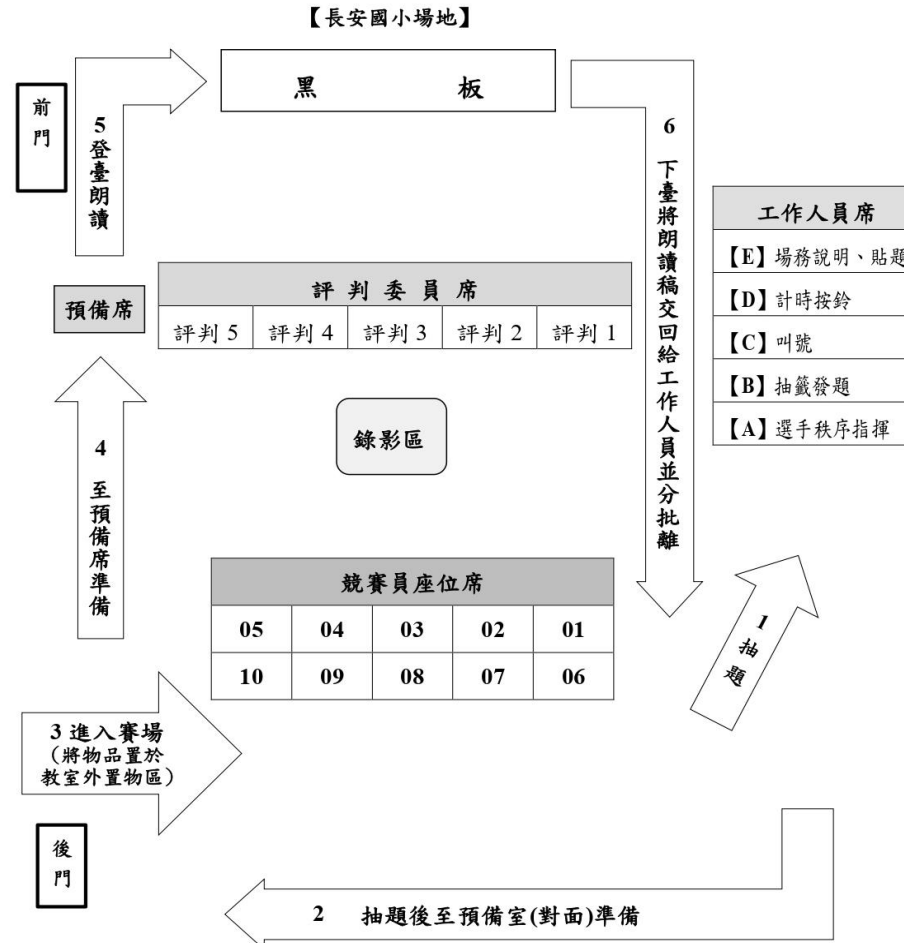 【長安國小場地】
黑 板
前門
5 登臺朗讀
6 下臺將朗讀稿交回給工作人員並分批離
工作人員席
【E】場務說明、貼題
【D】計時按鈴
【C】叫號
【B】抽籤發題
【A】選手秩序指揮
預備席
評 判 委 員 席
評判 5 評判 4 評判 3 評判 2 評判 1
錄影區
4 至預備席準備
競賽員座位席
05 04 03 02 01
10 09 08 07 06
1 抽題
3 進入賽場
(將物品置於
教室外置物區)
後門
2 抽題後至預備室(對面)準備